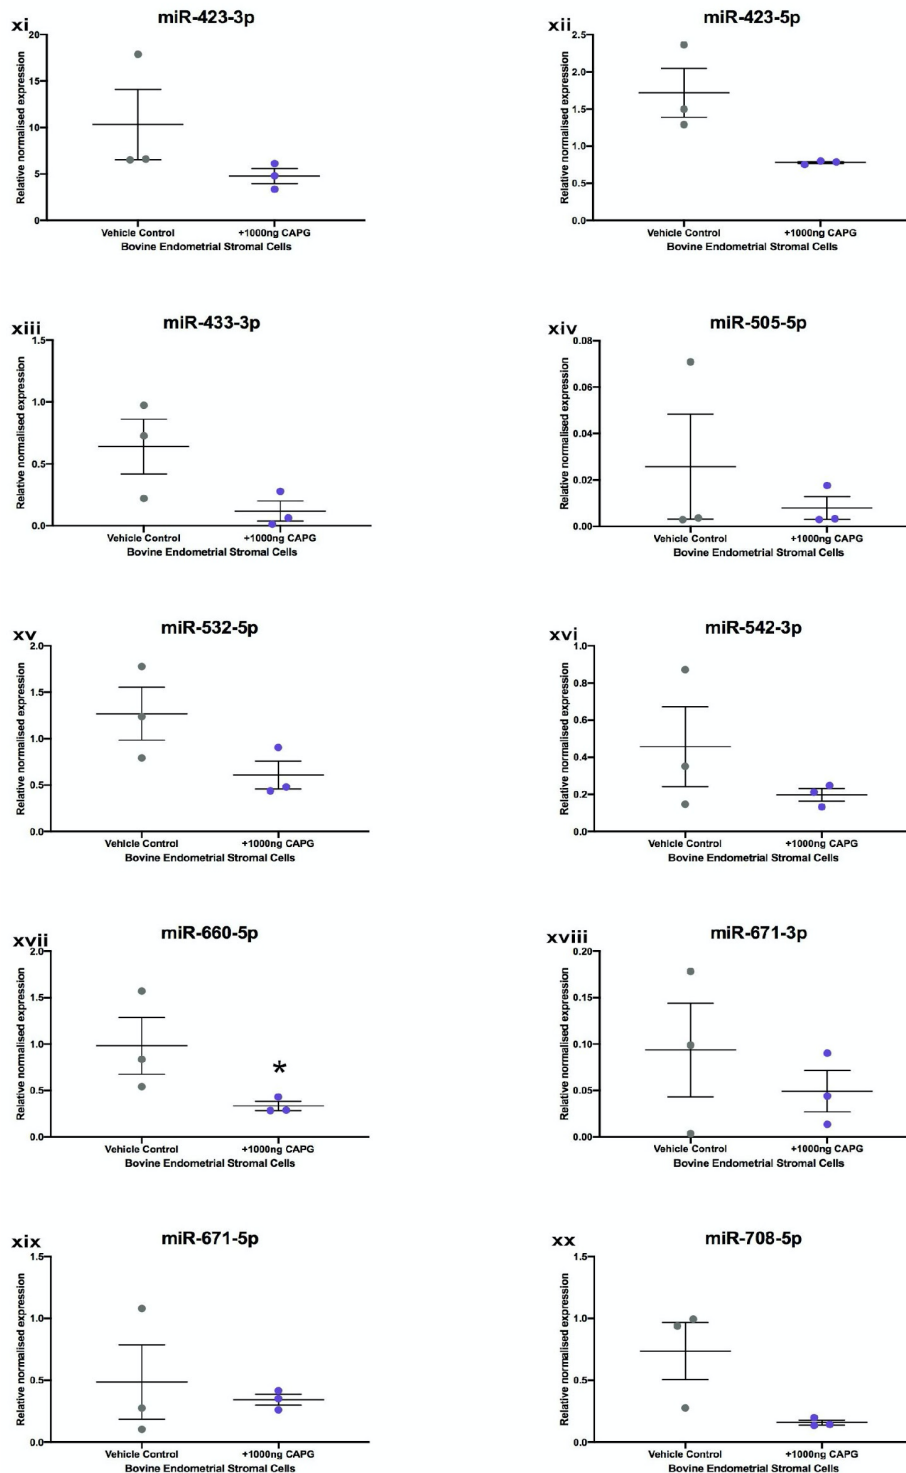 xi
miR-423-3p
Relative normalised expression
20
15
10
5
0
Vehicle Control
+1000ng CAPG
Bovine Endometrial Stromal Cells
xii
miR-423-5p
Relative normalised expression
2.5
2.0
1.5
1.0
0.5
0.0
Vehicle Control
+1000ng CAPG
Bovine Endometrial Stromal Cells
xiii
miR-433-3p
Relative normalised expression
1.5
1.0
0.5
0.0
Vehicle Control
+1000ng CAPG
Bovine Endometrial Stromal Cells
xiv
miR-505-5p
Relative normalised expression
0.08
0.06
0.04
0.02
0.00
Vehicle Control
+1000ng CAPG
Bovine Endometrial Stromal Cells
xv
miR-532-5p
Relative normalised expression
2.0
1.5
1.0
0.5
0.0
Vehicle Control
+1000ng CAPG
Bovine Endometrial Stromal Cells
xvi
miR-542-3p
Relative normalised expression
1.0
0.8
0.6
0.4
0.2
0.0
Vehicle Control
+1000ng CAPG
Bovine Endometrial Stromal Cells
xvii
miR-660-5p
Relative normalised expression
2.0
1.5
1.0
0.5
0.0
*
Vehicle Control
+1000ng CAPG
Bovine Endometrial Stromal Cells
xviii
miR-671-3p
Relative normalised expression
0.20
0.15
0.10
0.05
0.00
Vehicle Control
+1000ng CAPG
Bovine Endometrial Stromal Cells
xix
miR-671-5p
Relative normalised expression
1.5
1.0
0.5
0.0
Vehicle Control
+1000ng CAPG
Bovine Endometrial Stromal Cells
xx
miR-708-5p
Relative normalised expression
1.5
1.0
0.5
0.0
Vehicle Control
+1000ng CAPG
Bovine Endometrial Stromal Cells